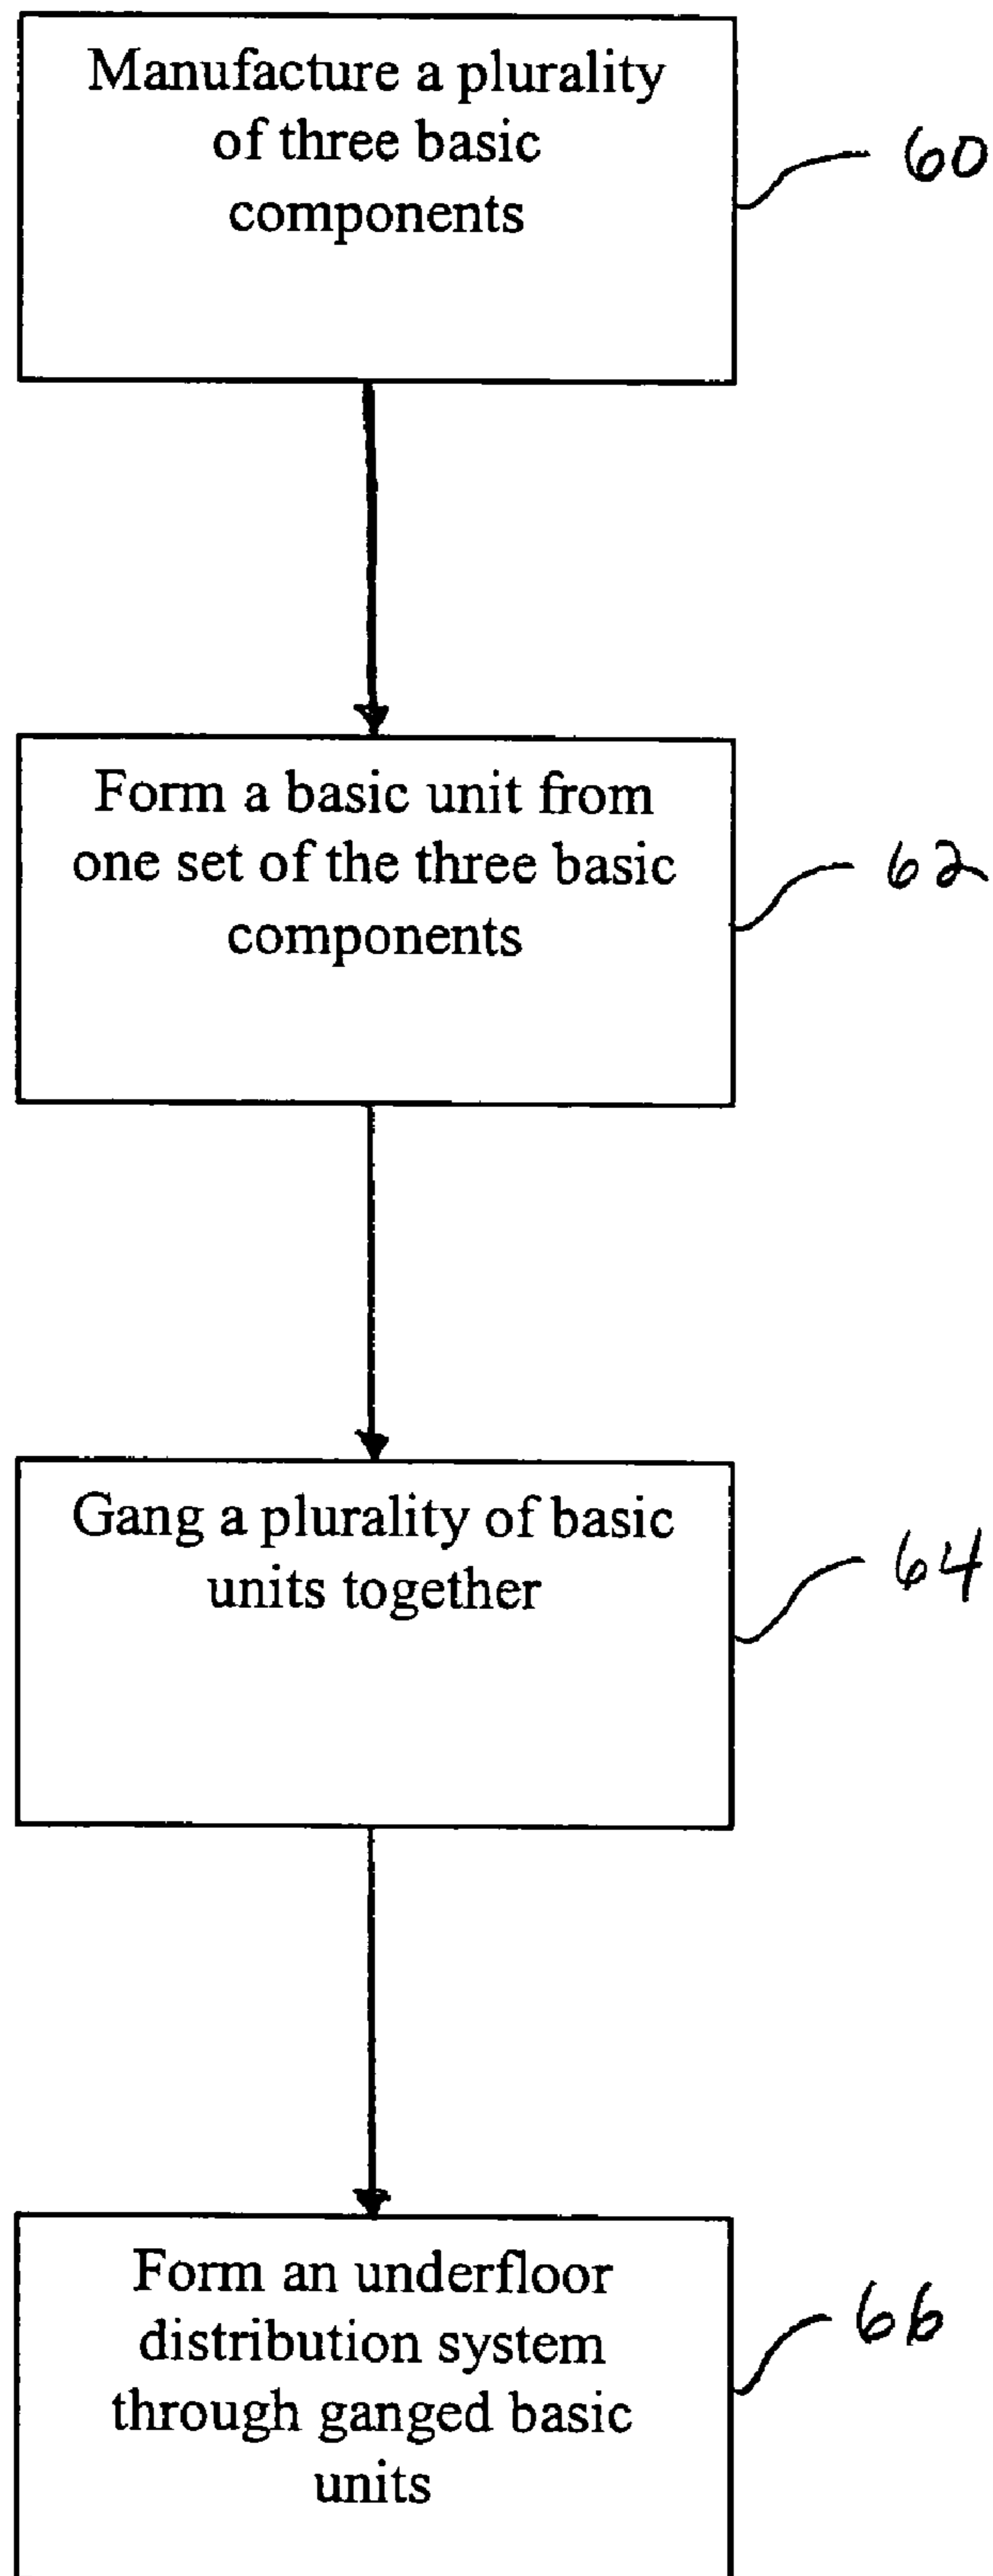 Manufacture a plurality
of three basic
components
60
Form a basic unit from
one set of the three basic
components
62
Gang a plurality of basic
units together
64
Form an underfloor
distribution system
through ganged basic
units
66